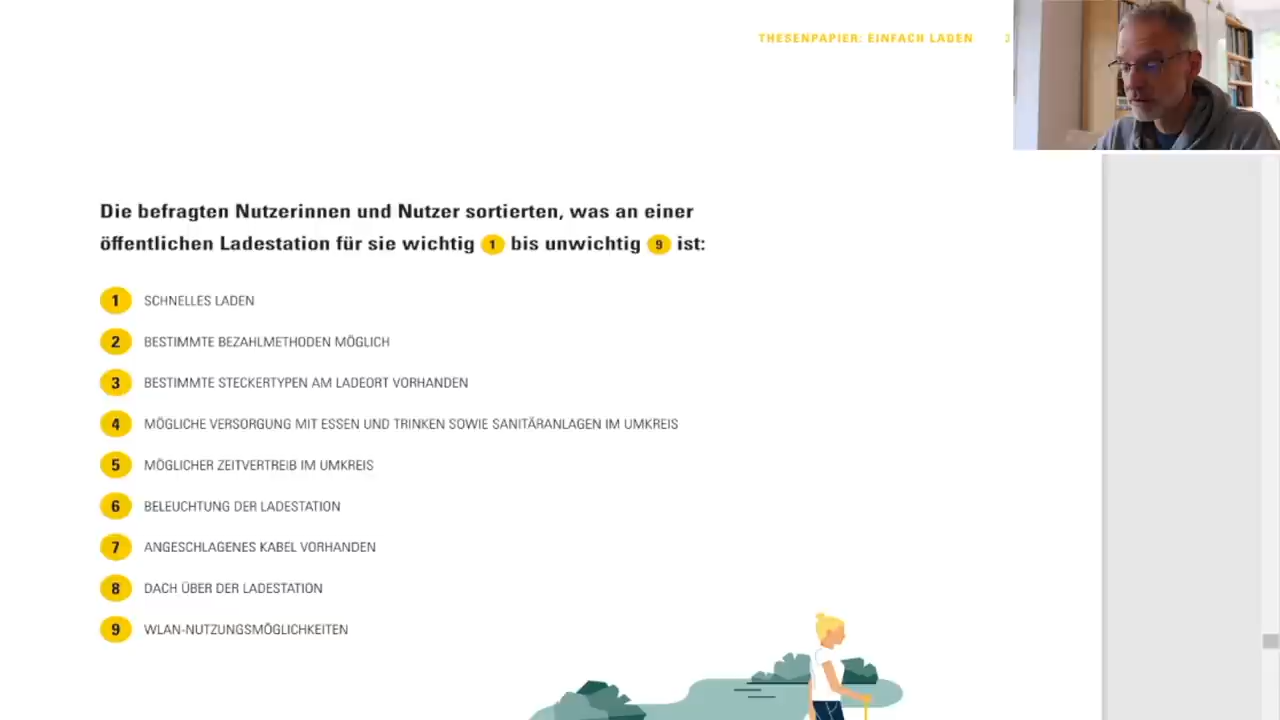 THESENPAPIER: EINFACH LADEN
Die befragten Nutzerinnen und Nutzer sortierten, was an einer
öffentlichen Ladestation für sie wichtig 1 bis unwichtig 9 ist:
1 SCHNELLES LADEN
2 BESTIMMTE BEZAHLMETHODEN MÖGLICH
3 BESTIMMTE STECKERTYPEN AM LADEORT VORHANDEN
4 MÖGLICHE VERSORGUNG MIT ESSEN UND TRINKEN SOWIE SANITÄRANLAGEN IM UMKREIS
5 MÖGLICHER ZEITVERTREIB IM UMKREIS
6 BELEUCHTUNG DER LADESTATION
7 ANGESCHLAGENES KABEL VORHANDEN
8 DACH ÜBER DER LADESTATION
9 WLAN-NUTZUNGSMÖGLICHKEITEN